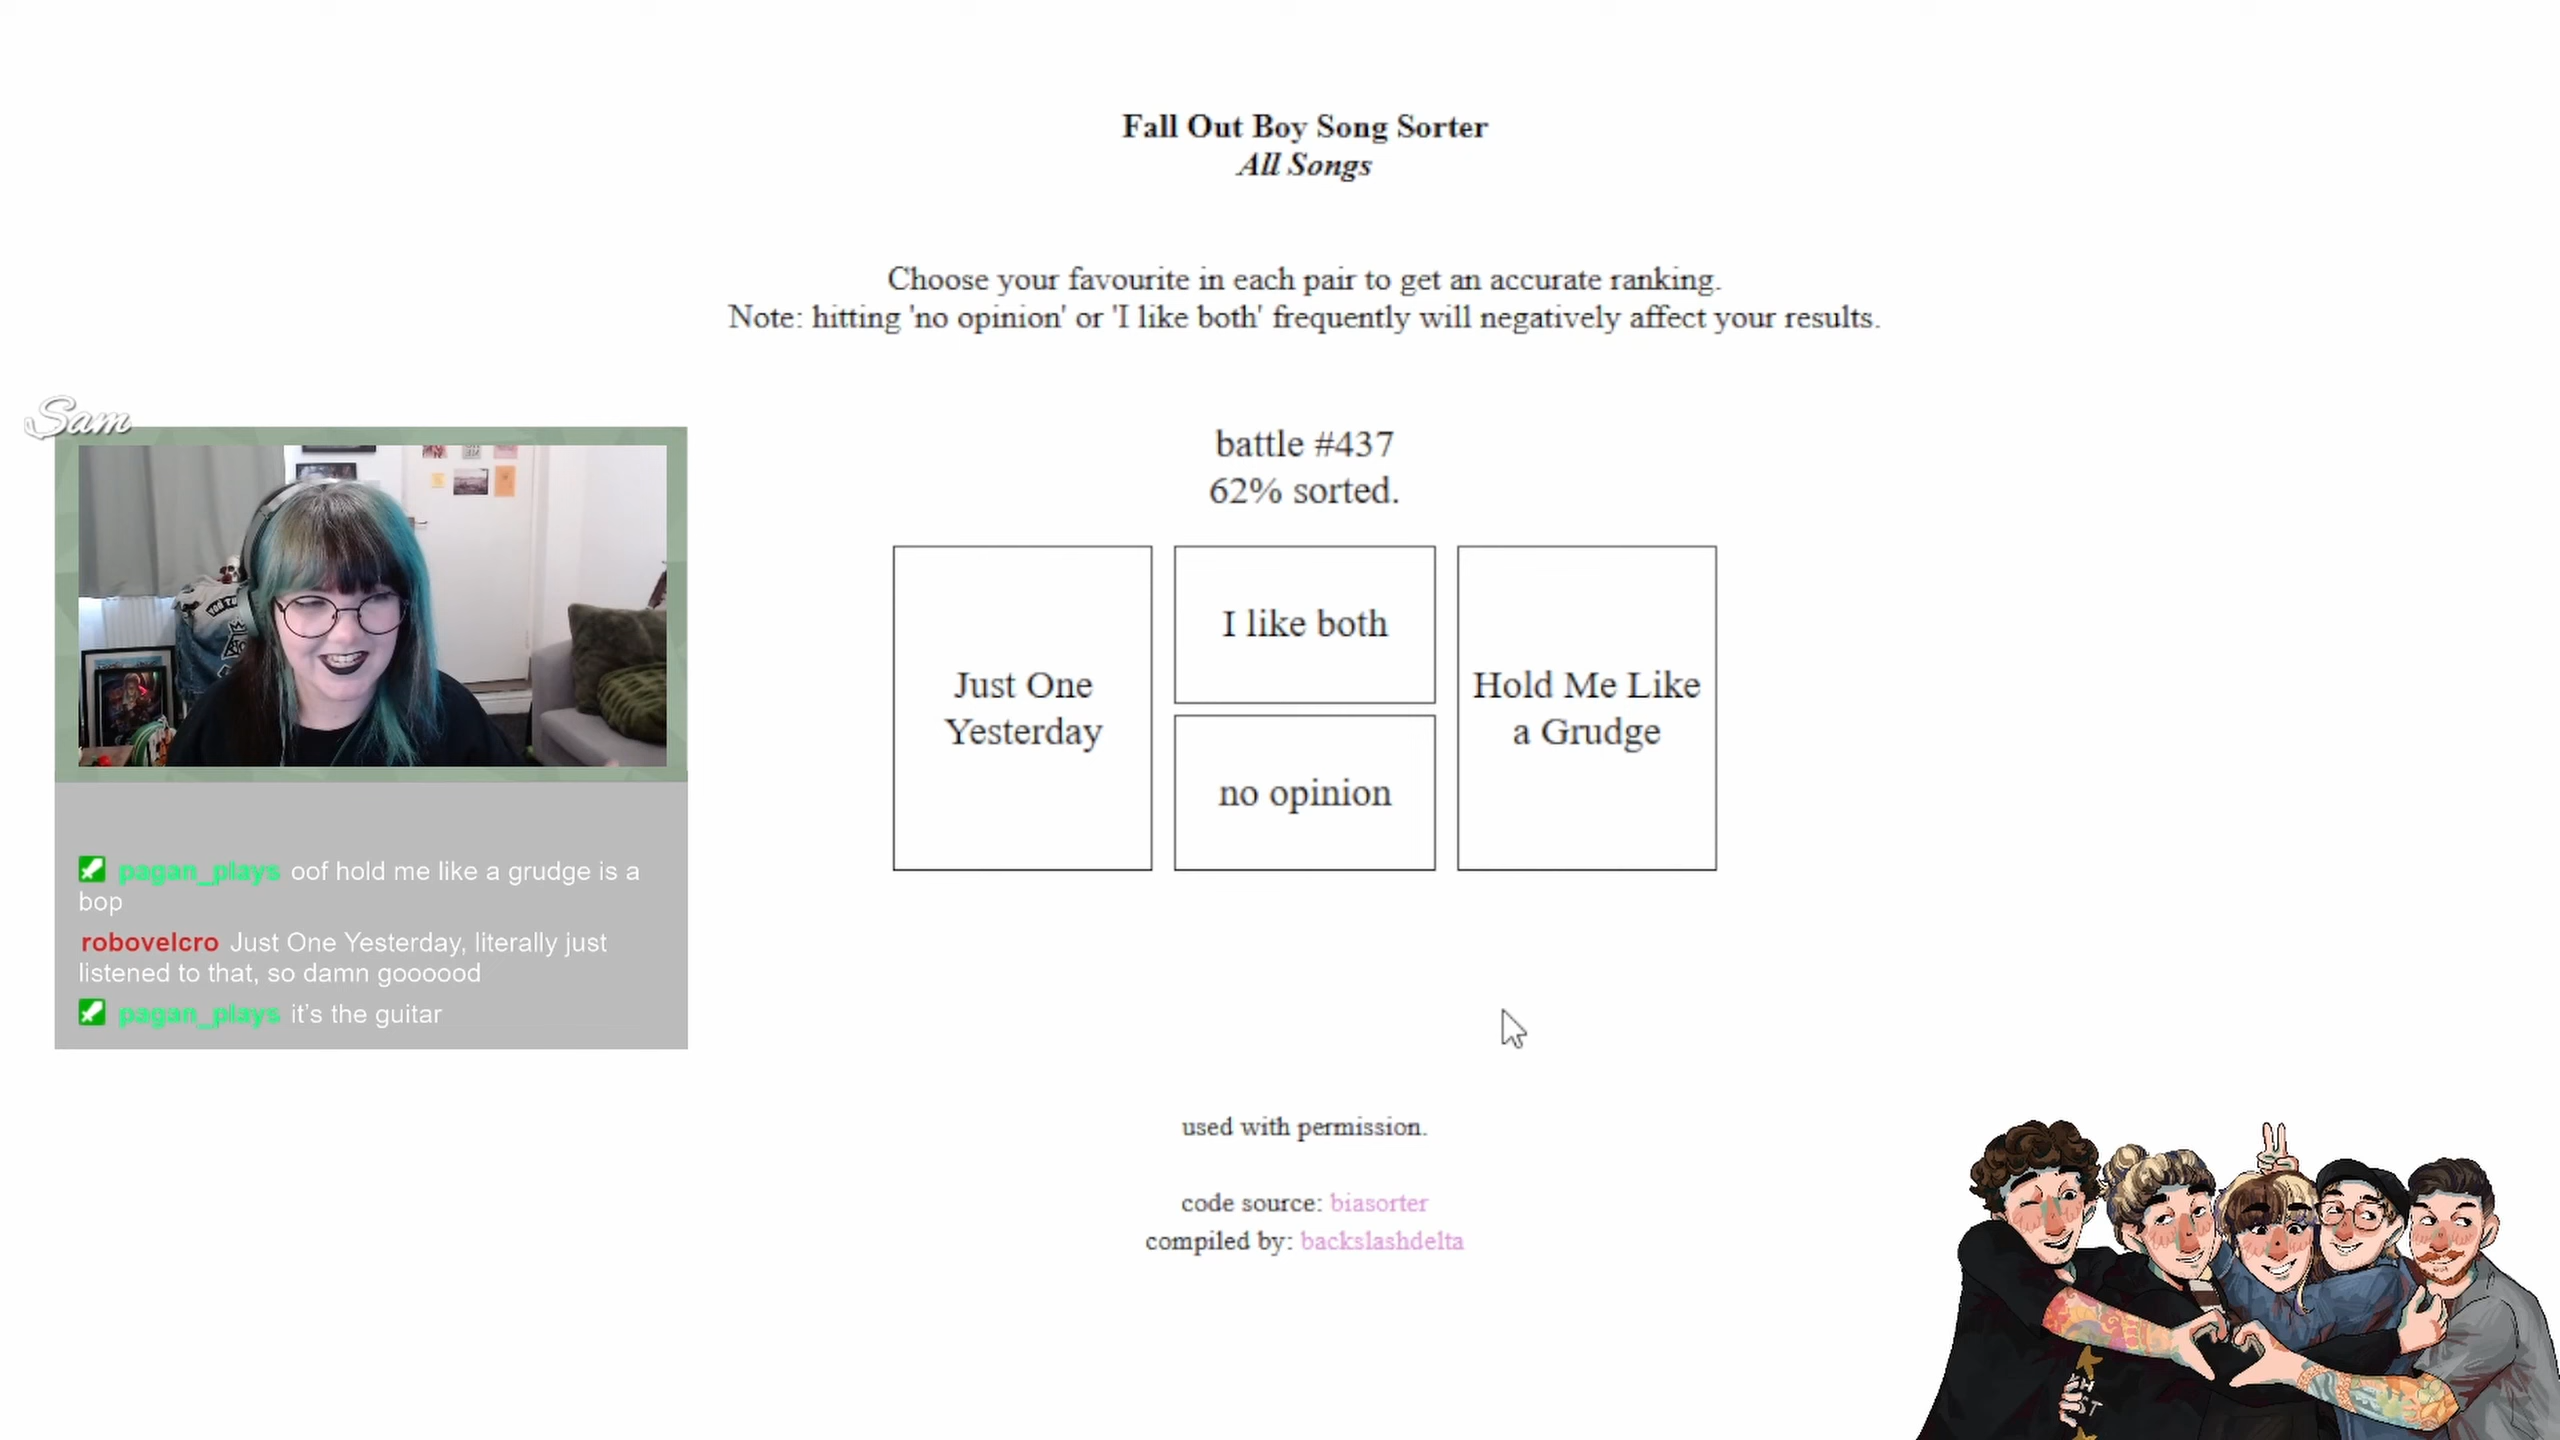 Fall Out Boy Song Sorter
All Songs
Choose your favourite in each pair to get an accurate ranking.
Note: hitting 'no opinion' or 'I like both' frequently will negatively affect your results.
Sam
battle #437
62% sorted.
Just One
Yesterday
I like both
no opinion
Hold Me Like
a Grudge
pagan_plays oof hold me like a grudge is a
bop
robovelcro Just One Yesterday, literally just
listened to that, so damn goooood
pagan_plays it's the guitar
used with permission.
code source: biasorter
compiled by: backslashdelta